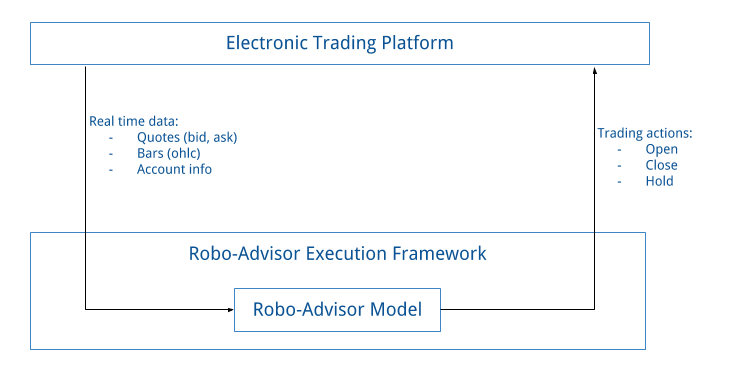 Electronic Trading Platform
Real time data:
- Quotes (bid, ask)
- Bars (ohlc)
- Account info
Trading actions:
- Open
- Close
- Hold
Robo-Advisor Execution Framework
Robo-Advisor Model